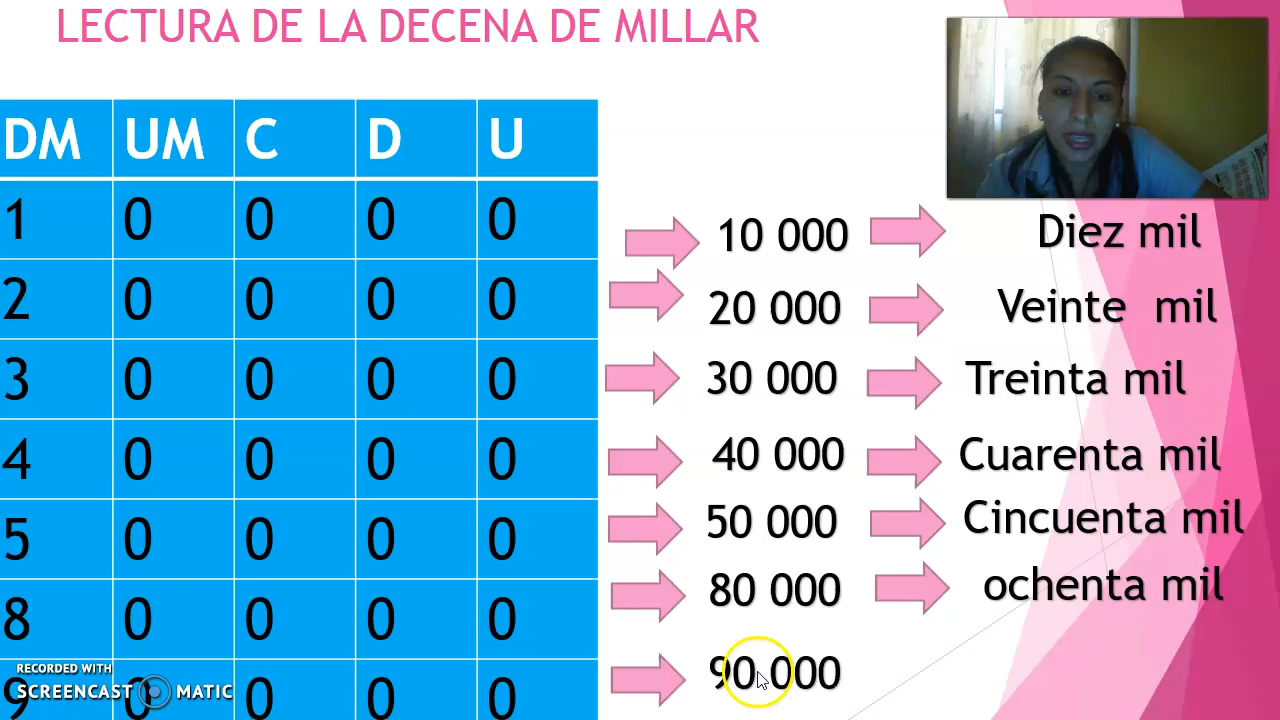 LECTURA DE LA DECENA DE MILLAR
DM UM C D U
1 0 0 0 0 10 000 Diez mil
2 0 0 0 0 20 000 Veinte mil
3 0 0 0 0 30 000 Treinta mil
4 0 0 0 0 40 000 Cuarenta mil
5 0 0 0 0 50 000 Cincuenta mil
8 0 0 0 0 80 000 ochenta mil
9 0 0 0 0 90 000
RECORDED WITH
SCREENCAST MATIC